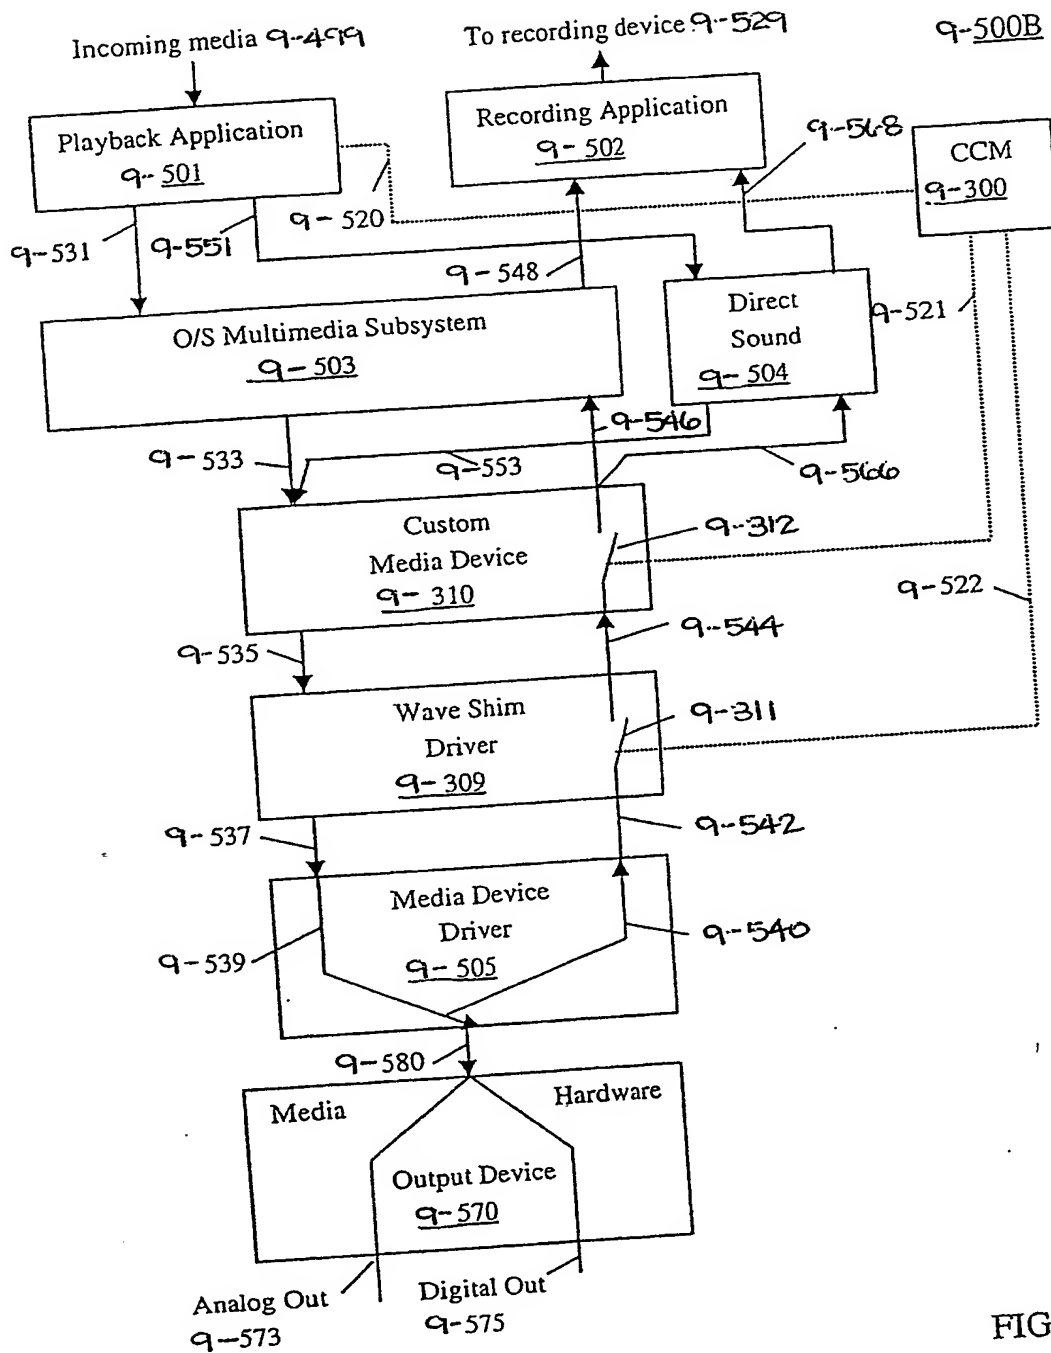 Incoming media 9-499
To recording device 9-529
9-500B
Playback Application
9-501
Recording Application
9-502
9-568
CCM
9-300
9-531
9-551
9-520
9-548
O/S Multimedia Subsystem
9-503
Direct
Sound
9-504
9-521
9-533
9-553
9-546
9-566
Custom
Media Device
9-310
9-312
9-522
9-535
9-544
Wave Shim
Driver
9-309
9-311
9-537
9-542
Media Device
Driver
9-505
9-539
9-540
9-580
Media
Hardware
Output Device
9-570
Analog Out
9-573
Digital Out
9-575
FIG